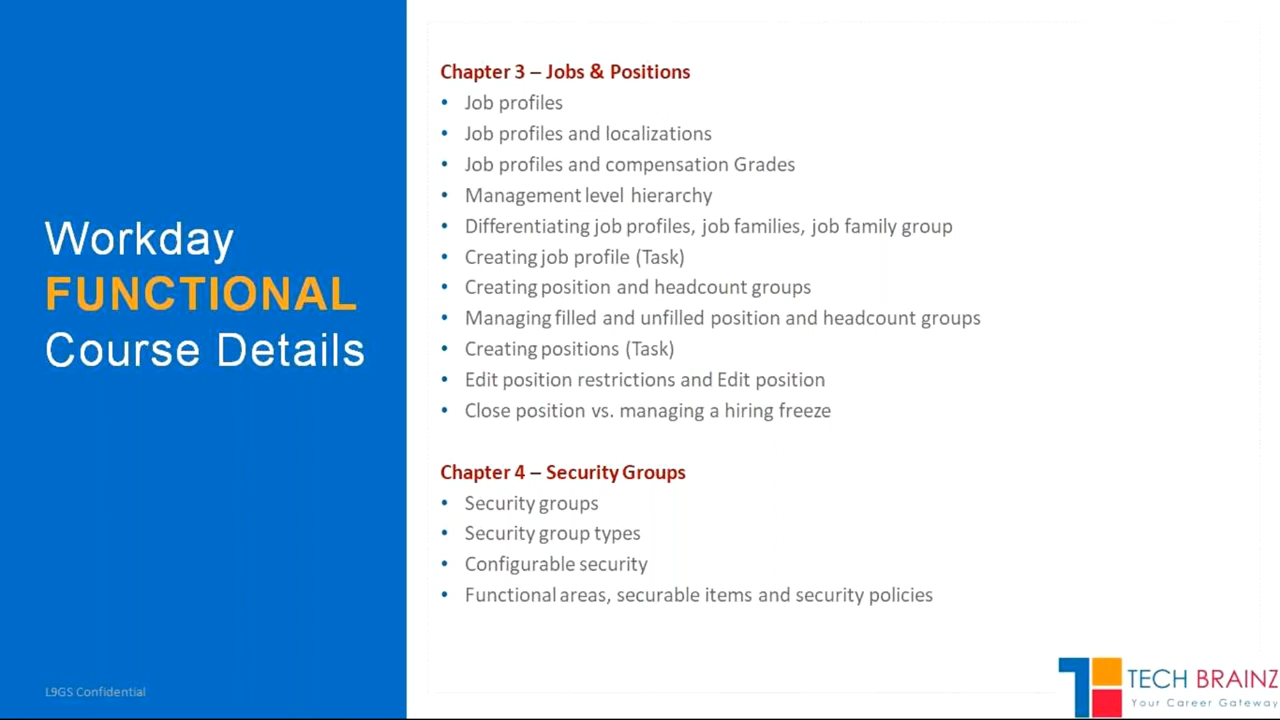 Workday
FUNCTIONAL
Course Details
L9GS Confidential
Chapter 3 – Jobs & Positions
• Job profiles
• Job profiles and localizations
• Job profiles and compensation Grades
• Management level hierarchy
• Differentiating job profiles, job families, job family group
• Creating job profile (Task)
• Creating position and headcount groups
• Managing filled and unfilled position and headcount groups
• Creating positions (Task)
• Edit position restrictions and Edit position
• Close position vs. managing a hiring freeze
Chapter 4 – Security Groups
• Security groups
• Security group types
• Configurable security
• Functional areas, securable items and security policies
TECH BRAINZ
Your Career Gateway